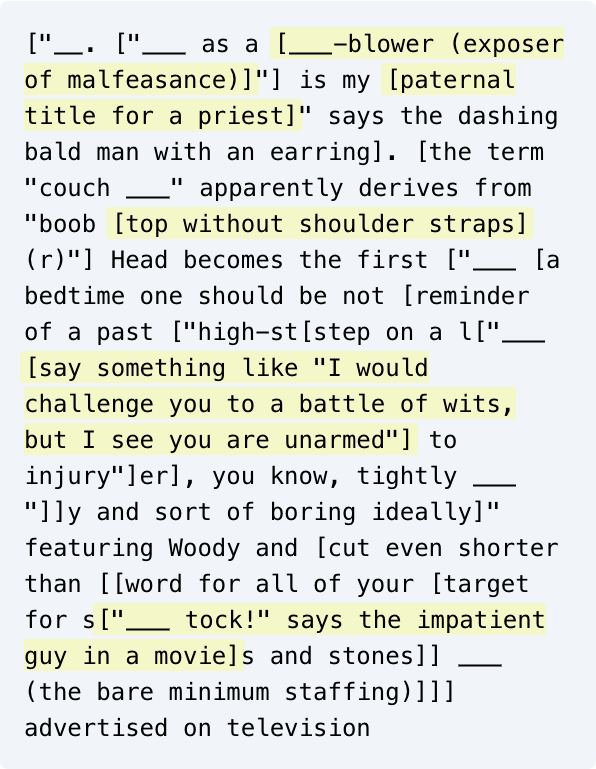 ["__. ["___ as a [___-blower (exposer
of malfeasance)]"] is my [paternal
title for a priest]" says the dashing
bald man with an earring]. [the term
"couch ___" apparently derives from
"boob [top without shoulder straps]
(r)"] Head becomes the first ["___ [a
bedtime one should be not [reminder
of a past ["high-st[step on a l["___
[say something like "I would
challenge you to a battle of wits,
but I see you are unarmed"] to
injury"]er], you know, tightly ___
"]]y and sort of boring ideally]"
featuring Woody and [cut even shorter
than [[word for all of your [target
for s["___ tock!" says the impatient
guy in a movie]s and stones]] ___
(the bare minimum staffing)]]]
advertised on television